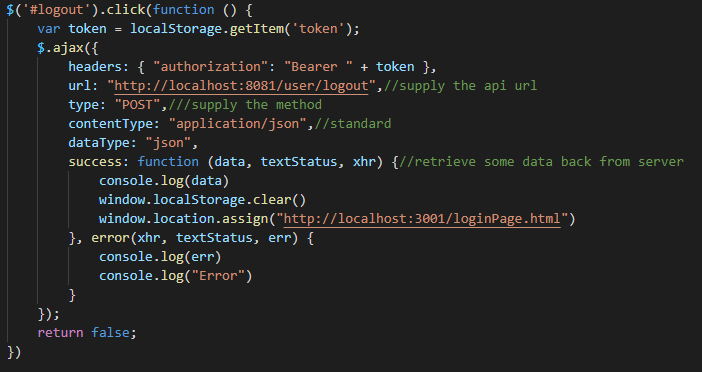 $('#logout').click(function () {
    var token = localStorage.getItem('token');
    $.ajax({
        headers: { "authorization": "Bearer " + token },
        url: "http://localhost:8081/user/logout",//supply the api url
        type: "POST",///supply the method
        contentType: "application/json",//standard
        dataType: "json",
        success: function (data, textStatus, xhr) {//retrieve some data back from server
            console.log(data)
            window.localStorage.clear()
            window.location.assign("http://localhost:3001/loginPage.html")
        }, error(xhr, textStatus, err) {
            console.log(err)
            console.log("Error")
        }
    });
    return false;
})